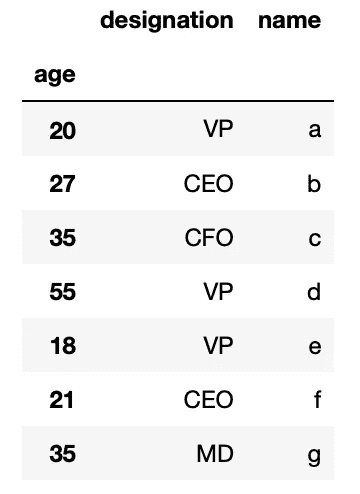 designation name
age
20 VP a
27 CEO b
35 CFO c
55 VP d
18 VP e
21 CEO f
35 MD g